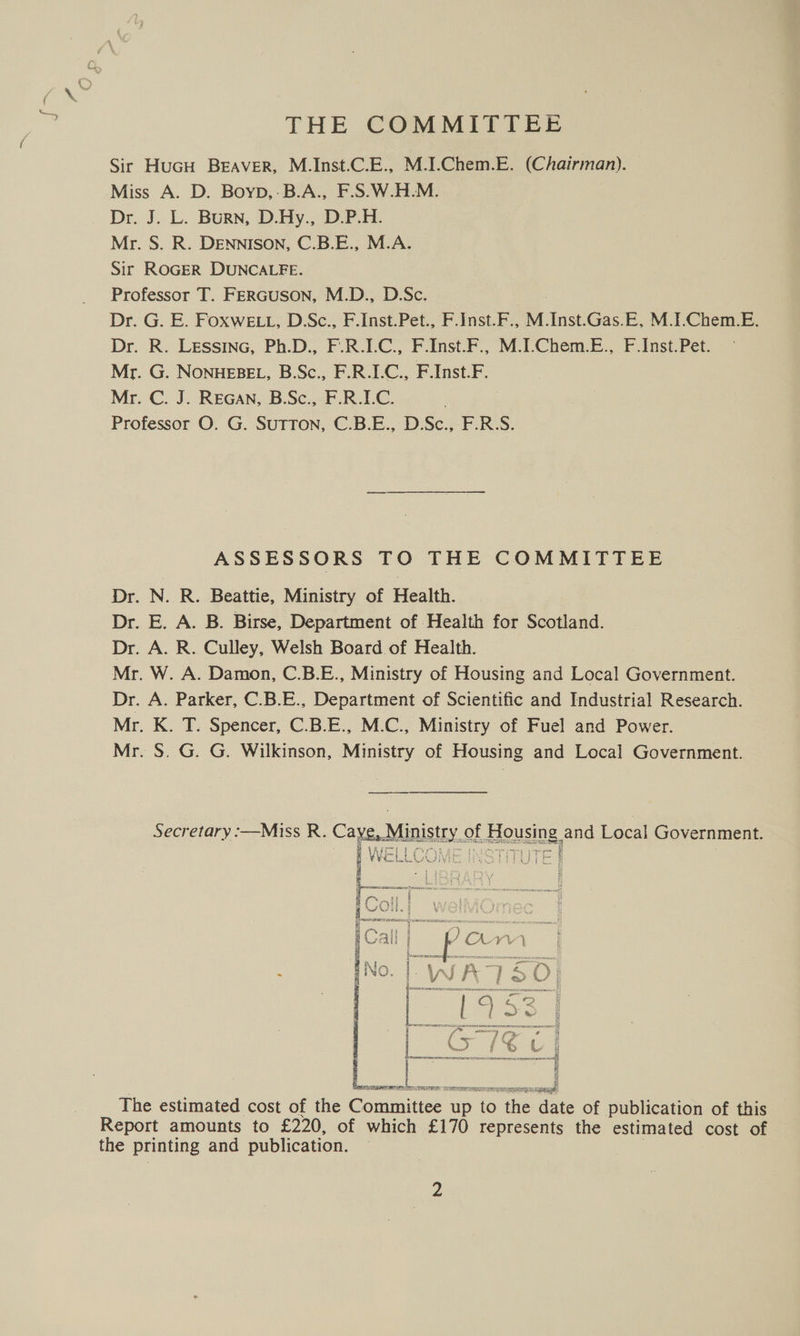 THE COMMITTEE
Sir HUGH BEAVER, M.Inst.C.E., M.I.Chem.E. (Chairman).
Miss A. D. BOYD, B.A., F.S.W.H.M.
Dr. J. L. BURN, D.Hy., D.P.H.
Mr. S. R. DENNISON, C.B.E., M.A.
Sir ROGER DUNCALFE.
Professor T. FERGUSON, M.D., D.Sc.
Dr. G. E. FOXWELL, D.Sc., F.Inst.Pet., F.Inst.F., M.Inst.Gas.E, M.I.Chem.E.
Dr. R. LESSING, Ph.D., F.R.I.C., F.Inst.F., M.I.Chem.E., F.Inst.Pet.
Mr. G. NONHEBEL, B.Sc., F.R.I.C., F.Inst.F.
Mr. C. J. REGAN, B.Sc., F.R.I.C.
Professor O. G. SUTTON, C.B.E., D.Sc., F.R.S.
ASSESSORS TO THE COMMITTEE
Dr. N. R. Beattie, Ministry of Health.
Dr. E. A. B. Birse, Department of Health for Scotland.
Dr. A. R. Culley, Welsh Board of Health.
Mr. W. A. Damon, C.B.E., Ministry of Housing and Local Government.
Dr. A. Parker, C.B.E., Department of Scientific and Industrial Research.
Mr. K. T. Spencer, C.B.E., M.C., Ministry of Fuel and Power.
Mr. S. G. G. Wilkinson, Ministry of Housing and Local Government.
Secretary:—Miss R. Caye, Ministry of Housing and Local Government.
WELLCOME INSTITUTE
LIBRARY
Coll. welMOmec
Call pam
No. WA750
1953
G78i
The estimated cost of the Committee up to the date of publication of this
Report amounts to £220, of which £170 represents the estimated cost of
the printing and publication.
2